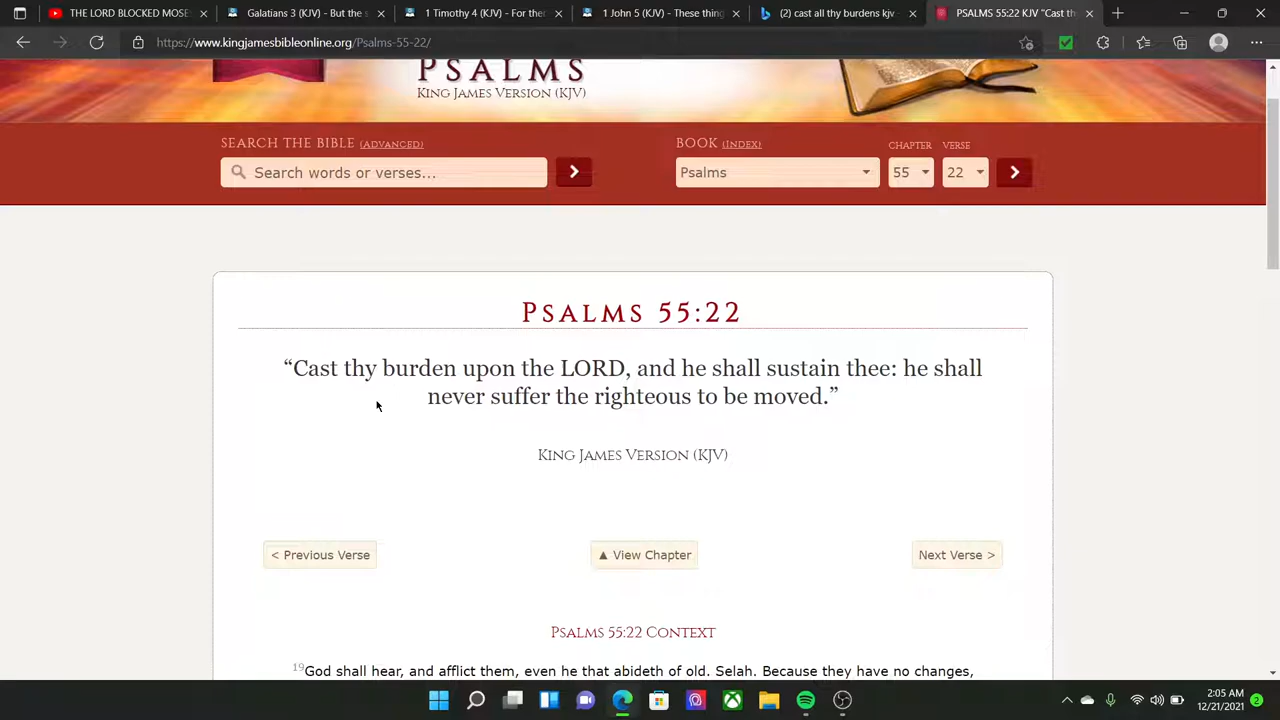 THE LORD BLOCKED MOSE
Galatians 3 (KJV) - But the s
1 Timothy 4 (KJV) - For the
1 John 5 (KJV) - These thing
(2) cast all thy burdens kjv -
PSALMS 55:22 KJV "Cast th
https://www.kingjamesbibleonline.org/Psalms-55-22/
PSALMS
KING JAMES VERSION (KJV)
SEARCH THE BIBLE (ADVANCED)
BOOK (INDEX)
CHAPTER
VERSE
Search words or verses...
Psalms
55
22
PSALMS 55:22
“Cast thy burden upon the LORD, and he shall sustain thee: he shall
never suffer the righteous to be moved.”
KING JAMES VERSION (KJV)
< Previous Verse
▲ View Chapter
Next Verse >
PSALMS 55:22 CONTEXT
19God shall hear, and afflict them, even he that abideth of old. Selah. Because they have no changes,
2:05 AM
12/21/2021
2